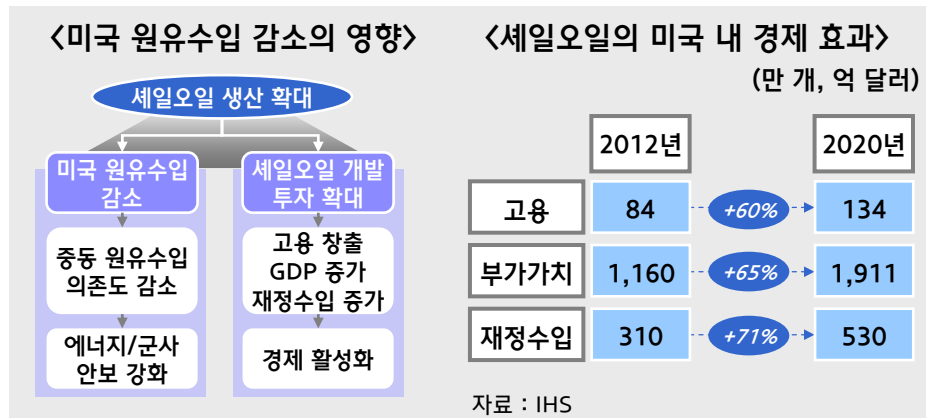 〈미국 원유수입 감소의 영향〉
셰일오일 생산 확대
미국 원유수입
감소
셰일오일 개발
투자 확대
중동 원유수입
의존도 감소
고용 창출
GDP 증가
재정수입 증가
에너지/군사
안보 강화
경제 활성화
〈셰일오일의 미국 내 경제 효과〉
(만 개, 억 달러)
2012년 2020년
고용 84 +60% 134
부가가치 1,160 +65% 1,911
재정수입 310 +71% 530
자료 : IHS